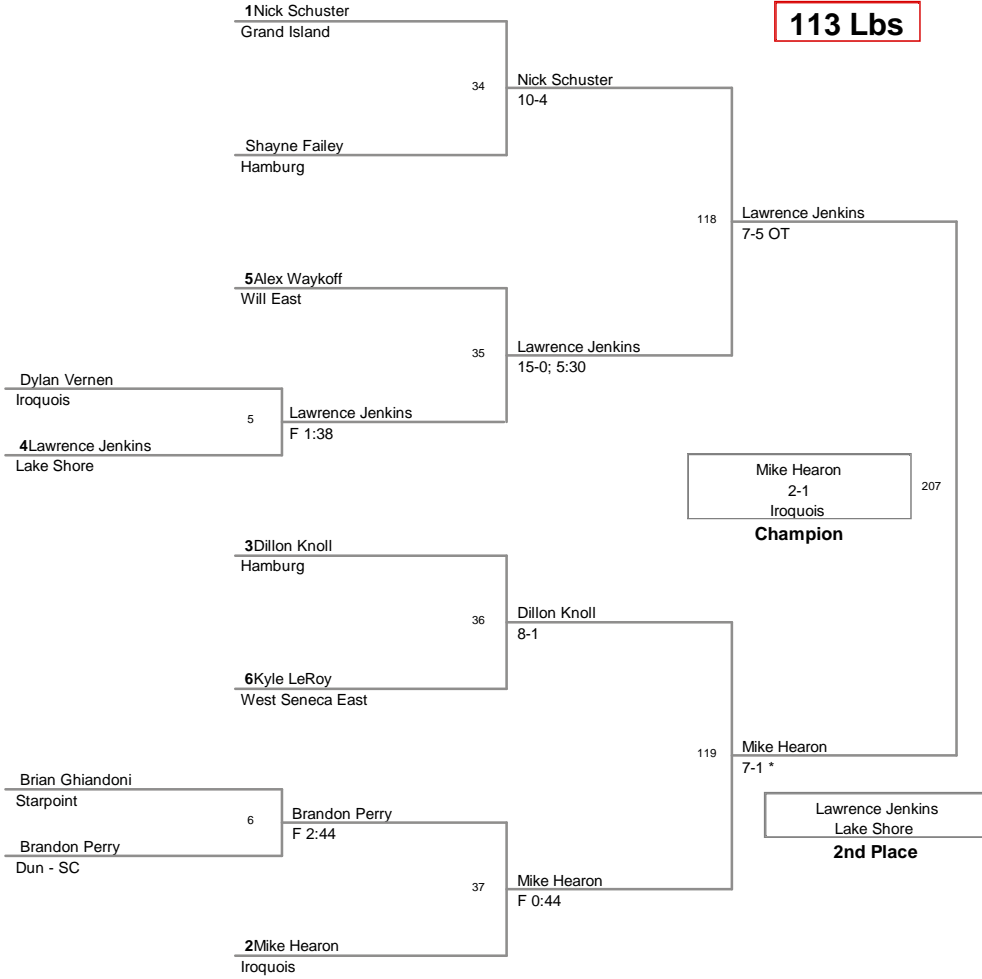 1Nick Schuster
Grand Island
113 Lbs
34
Nick Schuster
10-4
Shayne Failey
Hamburg
118
Lawrence Jenkins
7-5 OT
5Alex Waykoff
Will East
35
Lawrence Jenkins
15-0; 5:30
Dylan Vernen
Iroquois
5
Lawrence Jenkins
F 1:38
4Lawrence Jenkins
Lake Shore
Mike Hearon
2-1
Iroquois
207
Champion
3Dillon Knoll
Hamburg
36
Dillon Knoll
8-1
6Kyle LeRoy
West Seneca East
119
Mike Hearon
7-1 *
Brian Ghiandoni
Starpoint
6
Brandon Perry
F 2:44
Lawrence Jenkins
Lake Shore
2nd Place
Brandon Perry
Dun - SC
37
Mike Hearon
F 0:44
2Mike Hearon
Iroquois